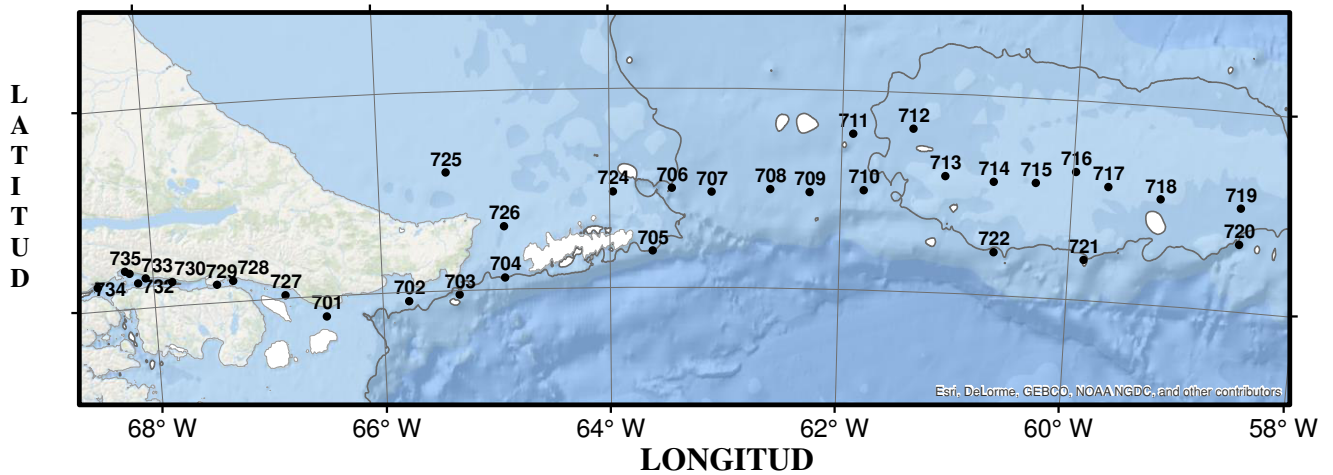 L
A
T
I
T
U
D
711 712
725 713 714 715 716 717
724 706 707 708 709 710 718 719
726 705 722 721 720
735 733 730 729 728 704
734 732 727 701 702 703
Esri, DeLorme, GEBCO, NOAA NGDC, and other contributors
68° W 66° W 64° W 62° W 60° W 58° W
LONGITUD